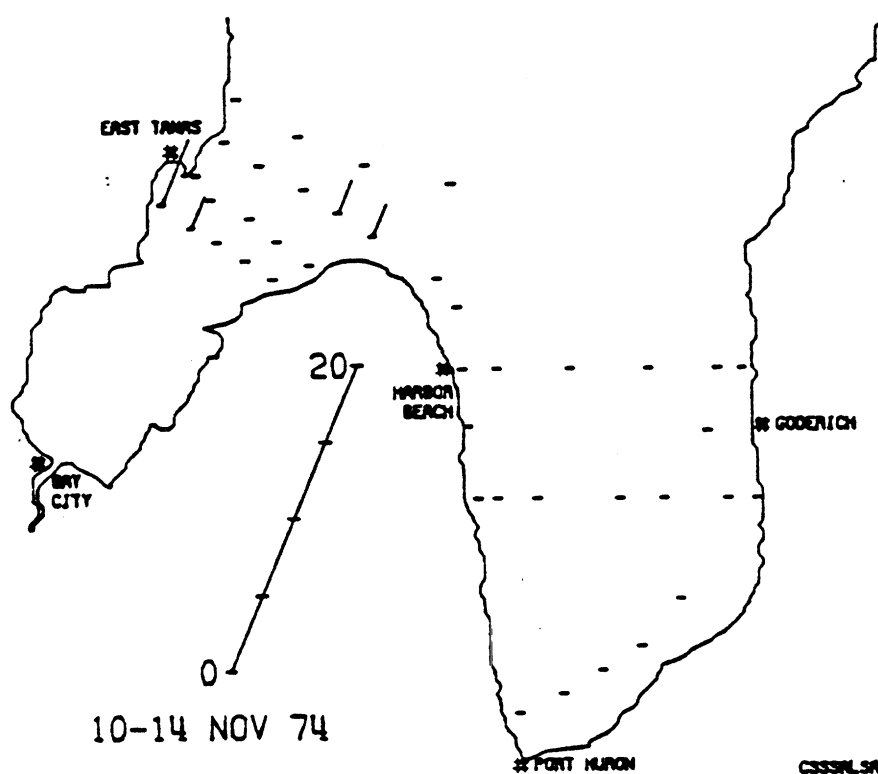 EAST TAWAS
20
HARBOR
BEACH
GODERICH
BAY
CITY
0
10-14 NOV 74
PORT HURON